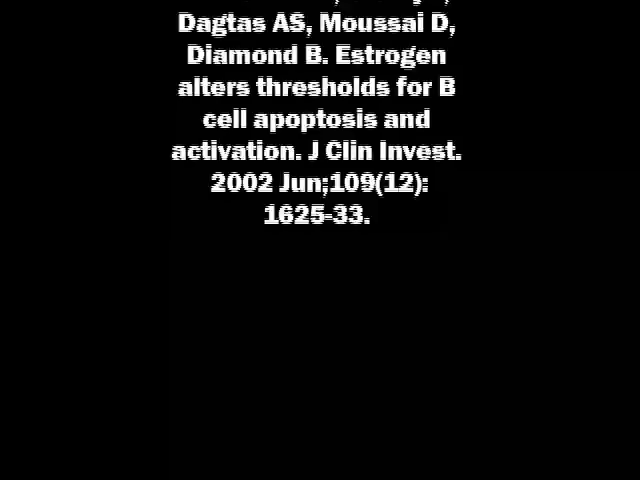 Dagtas AS, Moussai D,
Diamond B. Estrogen
alters thresholds for B
cell apoptosis and
activation. J Clin Invest.
2002 Jun;109(12):
1625-33.